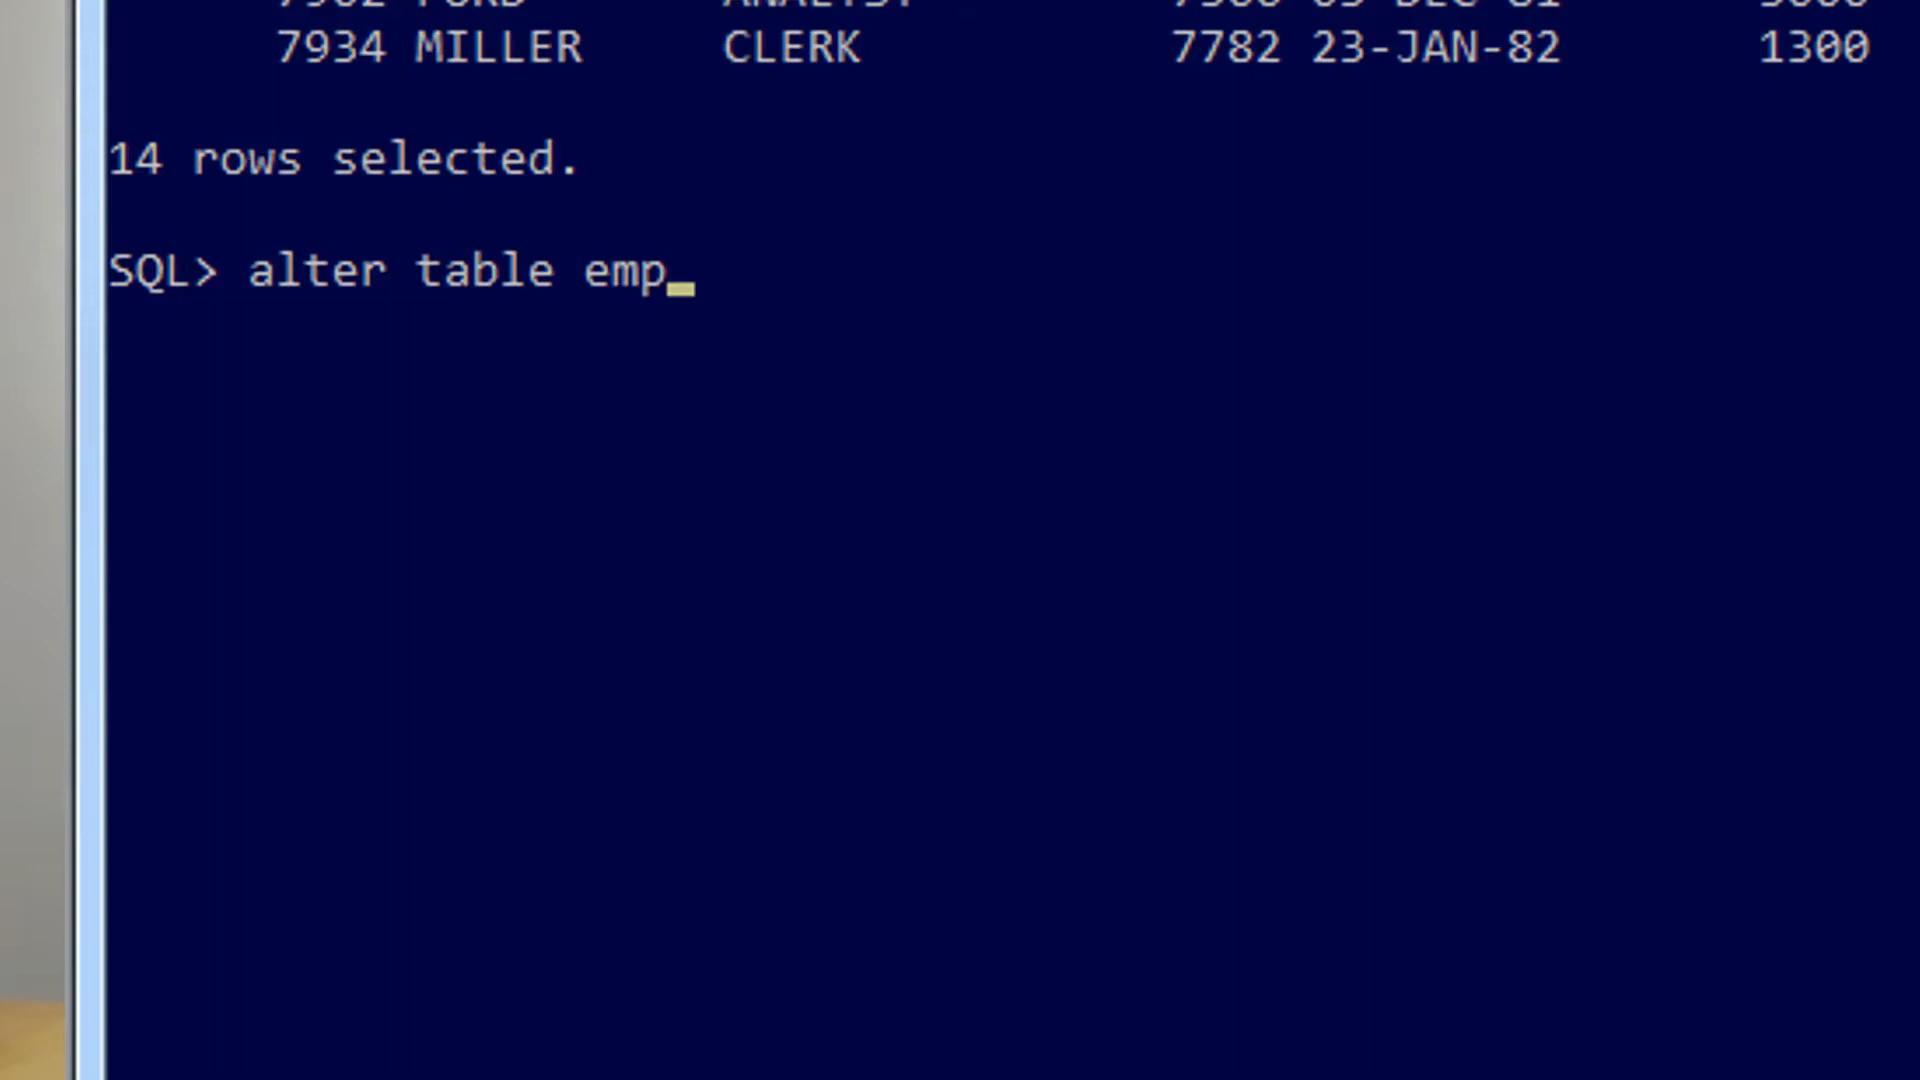 7934 MILLER CLERK 7782 23-JAN-82 1300
14 rows selected.
SQL> alter table emp